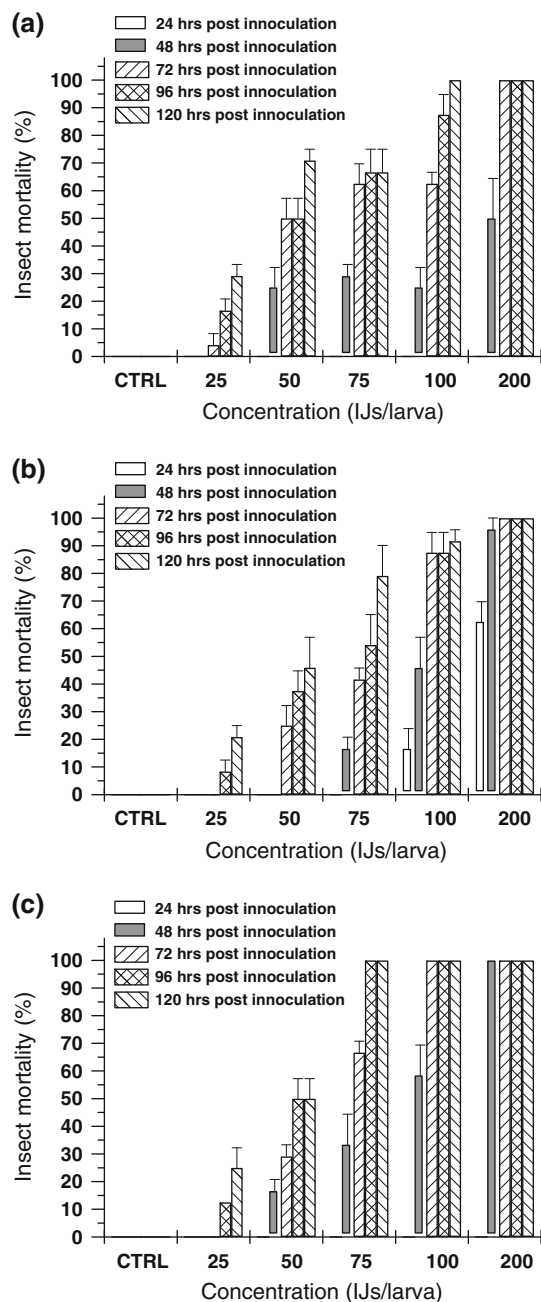 (a)
24 hrs post innoculation
48 hrs post innoculation
72 hrs post innoculation
96 hrs post innoculation
120 hrs post innoculation
Insect mortality (%)
100
90
80
70
60
50
40
30
20
10
0
CTRL 25 50 75 100 200
Concentration (IJs/larva)
(b)
24 hrs post innoculation
48 hrs post innoculation
72 hrs post innoculation
96 hrs post innoculation
120 hrs post innoculation
Insect mortality (%)
100
90
80
70
60
50
40
30
20
10
0
CTRL 25 50 75 100 200
Concentration (IJs/larva)
(c)
24 hrs post innoculation
48 hrs post innoculation
72 hrs post innoculation
96 hrs post innoculation
120 hrs post innoculation
Insect mortality (%)
100
90
80
70
60
50
40
30
20
10
0
CTRL 25 50 75 100 200
Concentration (IJs/larva)